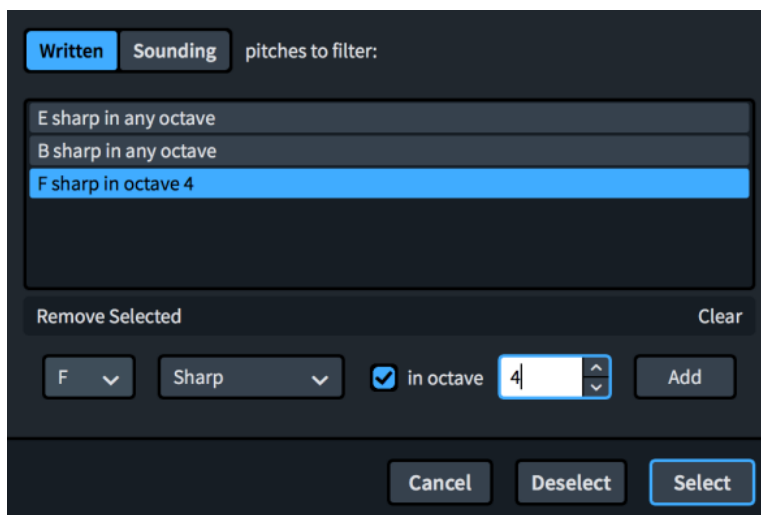 Written Sounding pitches to filter:
E sharp in any octave
B sharp in any octave
F sharp in octave 4
Remove Selected Clear
F Sharp in octave 4 Add
Cancel Deselect Select